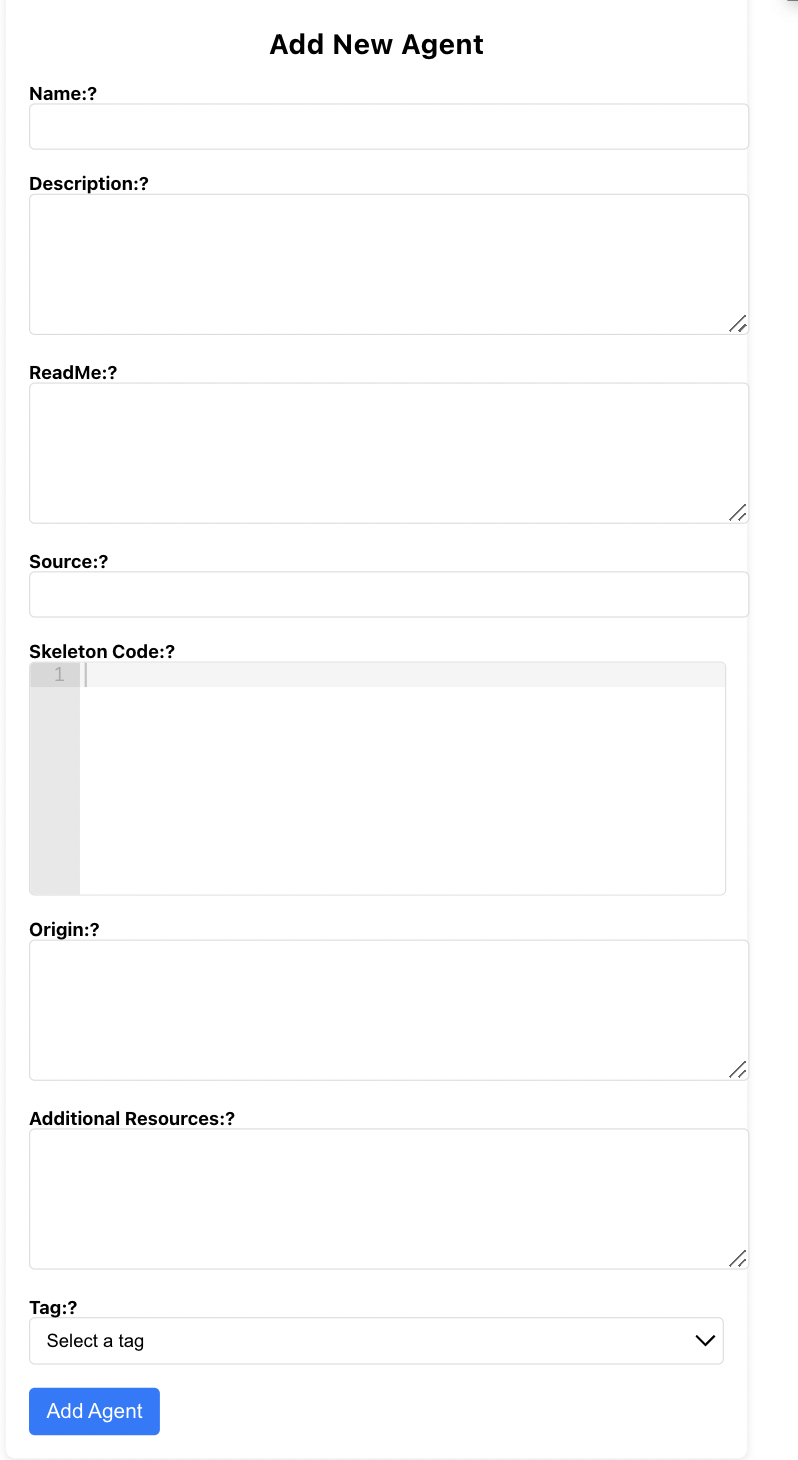 Add New Agent
Name:?
Description:?
ReadMe:?
Source:?
Skeleton Code:?
1
Origin:?
Additional Resources:?
Tag:?
Select a tag
Add Agent